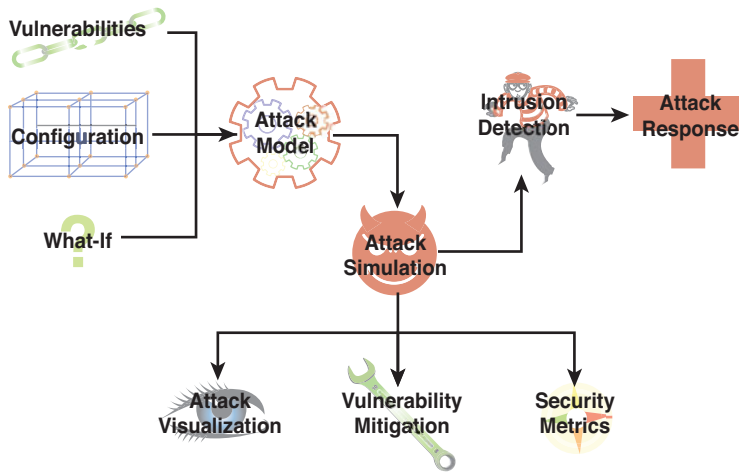 Vulnerabilities
Configuration
What-If
Attack
Model
Attack
Simulation
Intrusion
Detection
Attack
Response
Attack
Visualization
Vulnerability
Mitigation
Security
Metrics